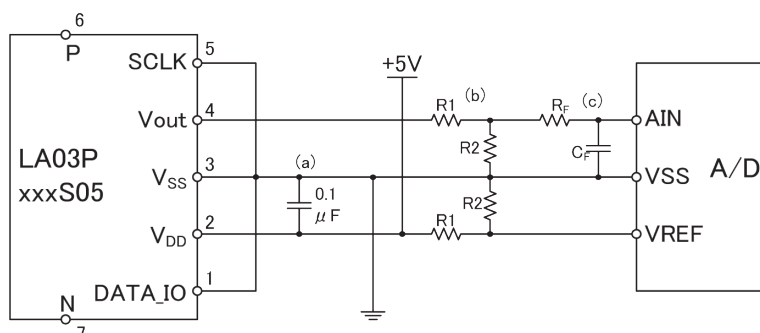 6
P
SCLK
5
+5V
(b)
(c)
Vout
4
R1
RF
AIN
R2
CF
LA03P
xxxS05
VSS
3
(a)
VSS
A/D
0.1
μF
R2
VDD
2
R1
VREF
DATA_IO
1
N
7